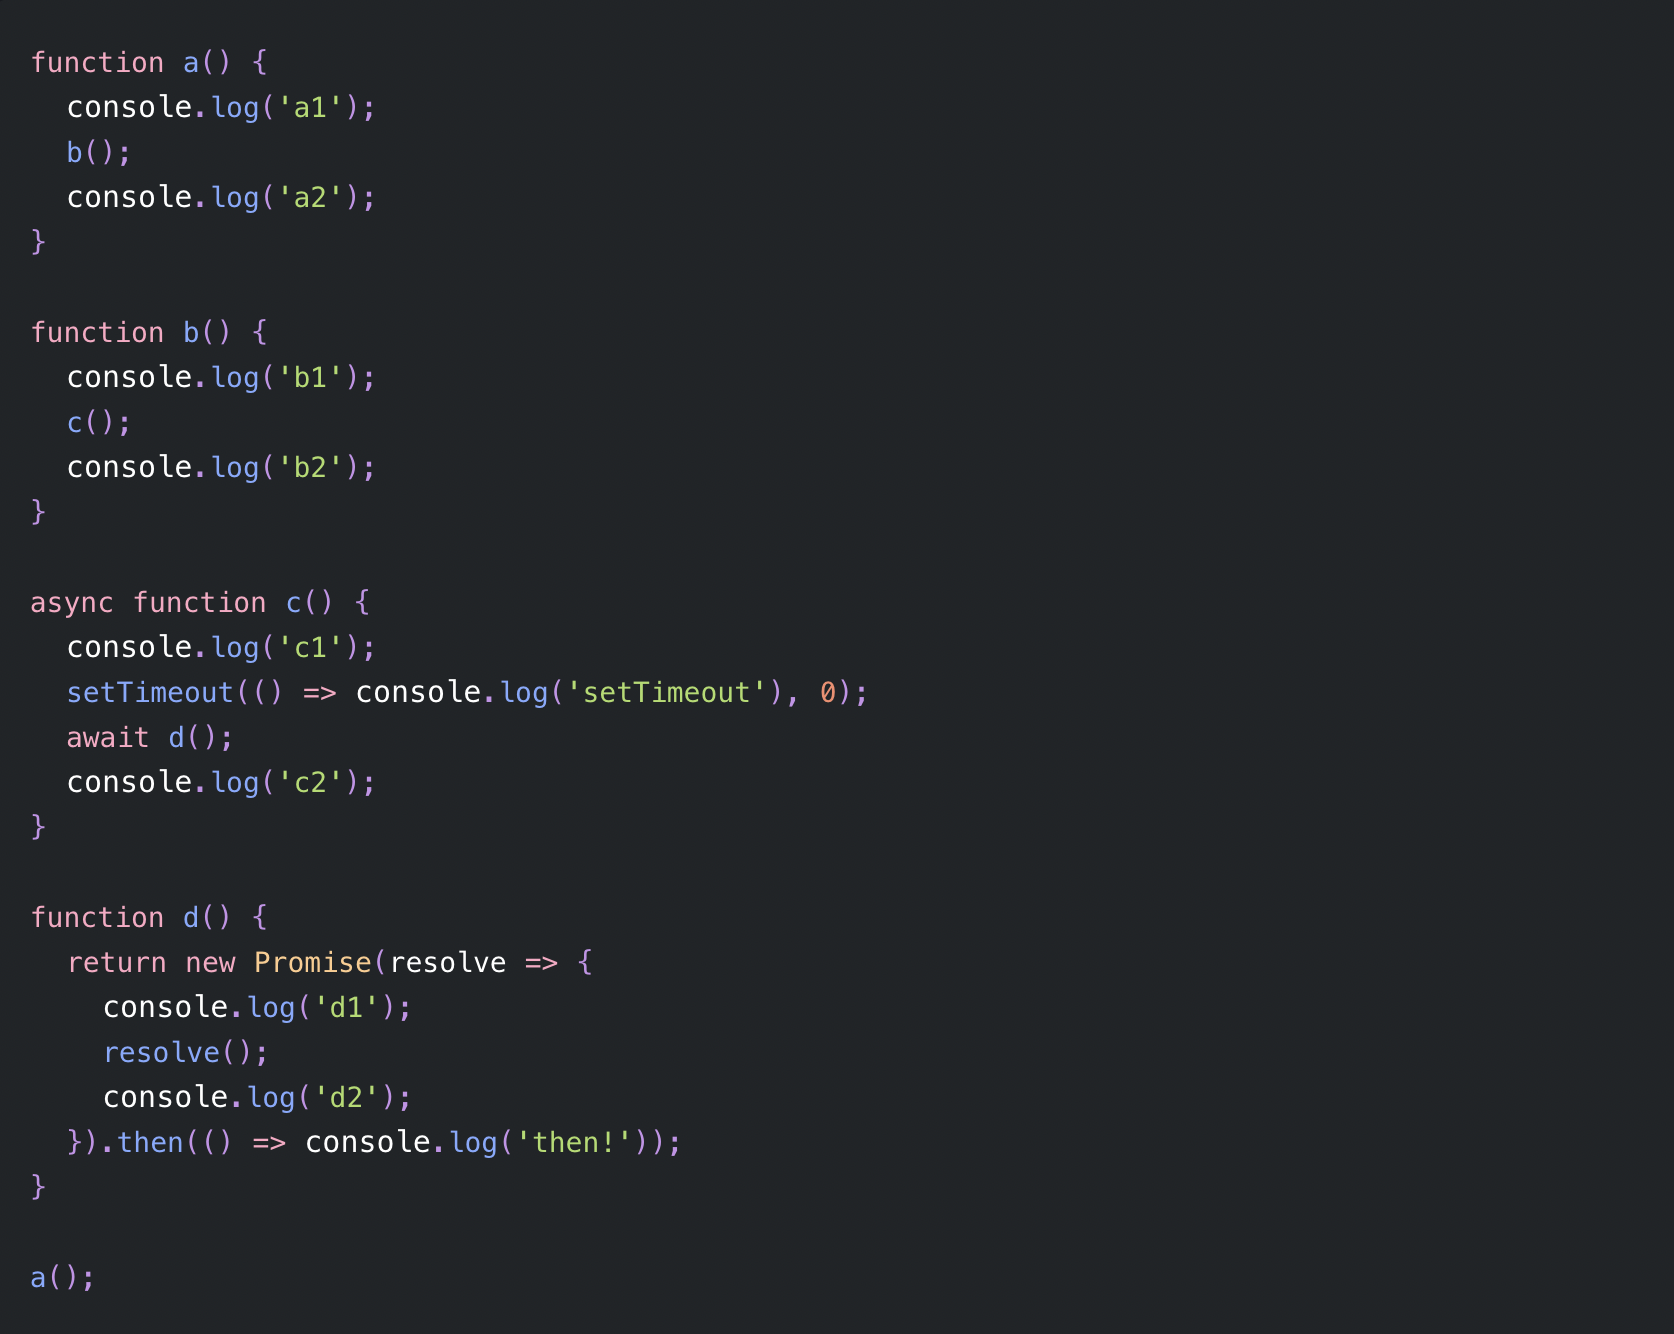 function a() {
  console.log('a1');
  b();
  console.log('a2');
}

function b() {
  console.log('b1');
  c();
  console.log('b2');
}

async function c() {
  console.log('c1');
  setTimeout(() => console.log('setTimeout'), 0);
  await d();
  console.log('c2');
}

function d() {
  return new Promise(resolve => {
    console.log('d1');
    resolve();
    console.log('d2');
  }).then(() => console.log('then!'));
}

a();